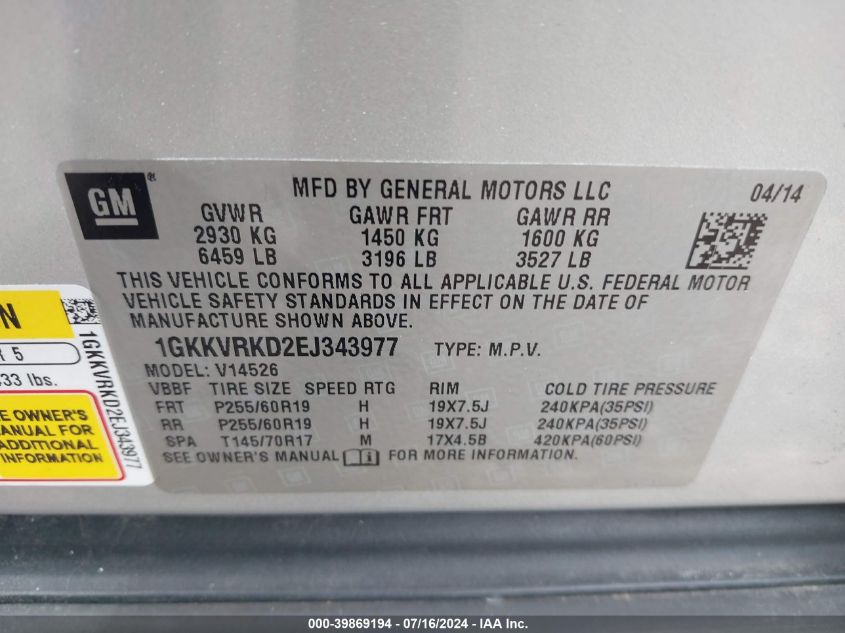 GM ®
MFD BY GENERAL MOTORS LLC 04/14
GVWR GAWR FRT GAWR RR
2930 KG 1450 KG 1600 KG
6459 LB 3196 LB 3527 LB
THIS VEHICLE CONFORMS TO ALL APPLICABLE U.S. FEDERAL MOTOR
VEHICLE SAFETY STANDARDS IN EFFECT ON THE DATE OF
MANUFACTURE SHOWN ABOVE.
1GKKVRKD2EJ343977 TYPE: M.P.V.
MODEL: V14526
VBBF TIRE SIZE SPEED RTG RIM COLD TIRE PRESSURE
FRT P255/60R19 H 19X7.5J 240KPA(35PSI)
RR P255/60R19 H 19X7.5J 240KPA(35PSI)
SPA T145/70R17 M 17X4.5B 420KPA(60PSI)
SEE OWNER'S MANUAL FOR MORE INFORMATION.
N
5
33 lbs.
E OWNER'S
MANUAL FOR
ADDITIONAL
INFORMATION
1GKKVRKD2EJ343977
000-39869194 - 07/16/2024 - IAA Inc.